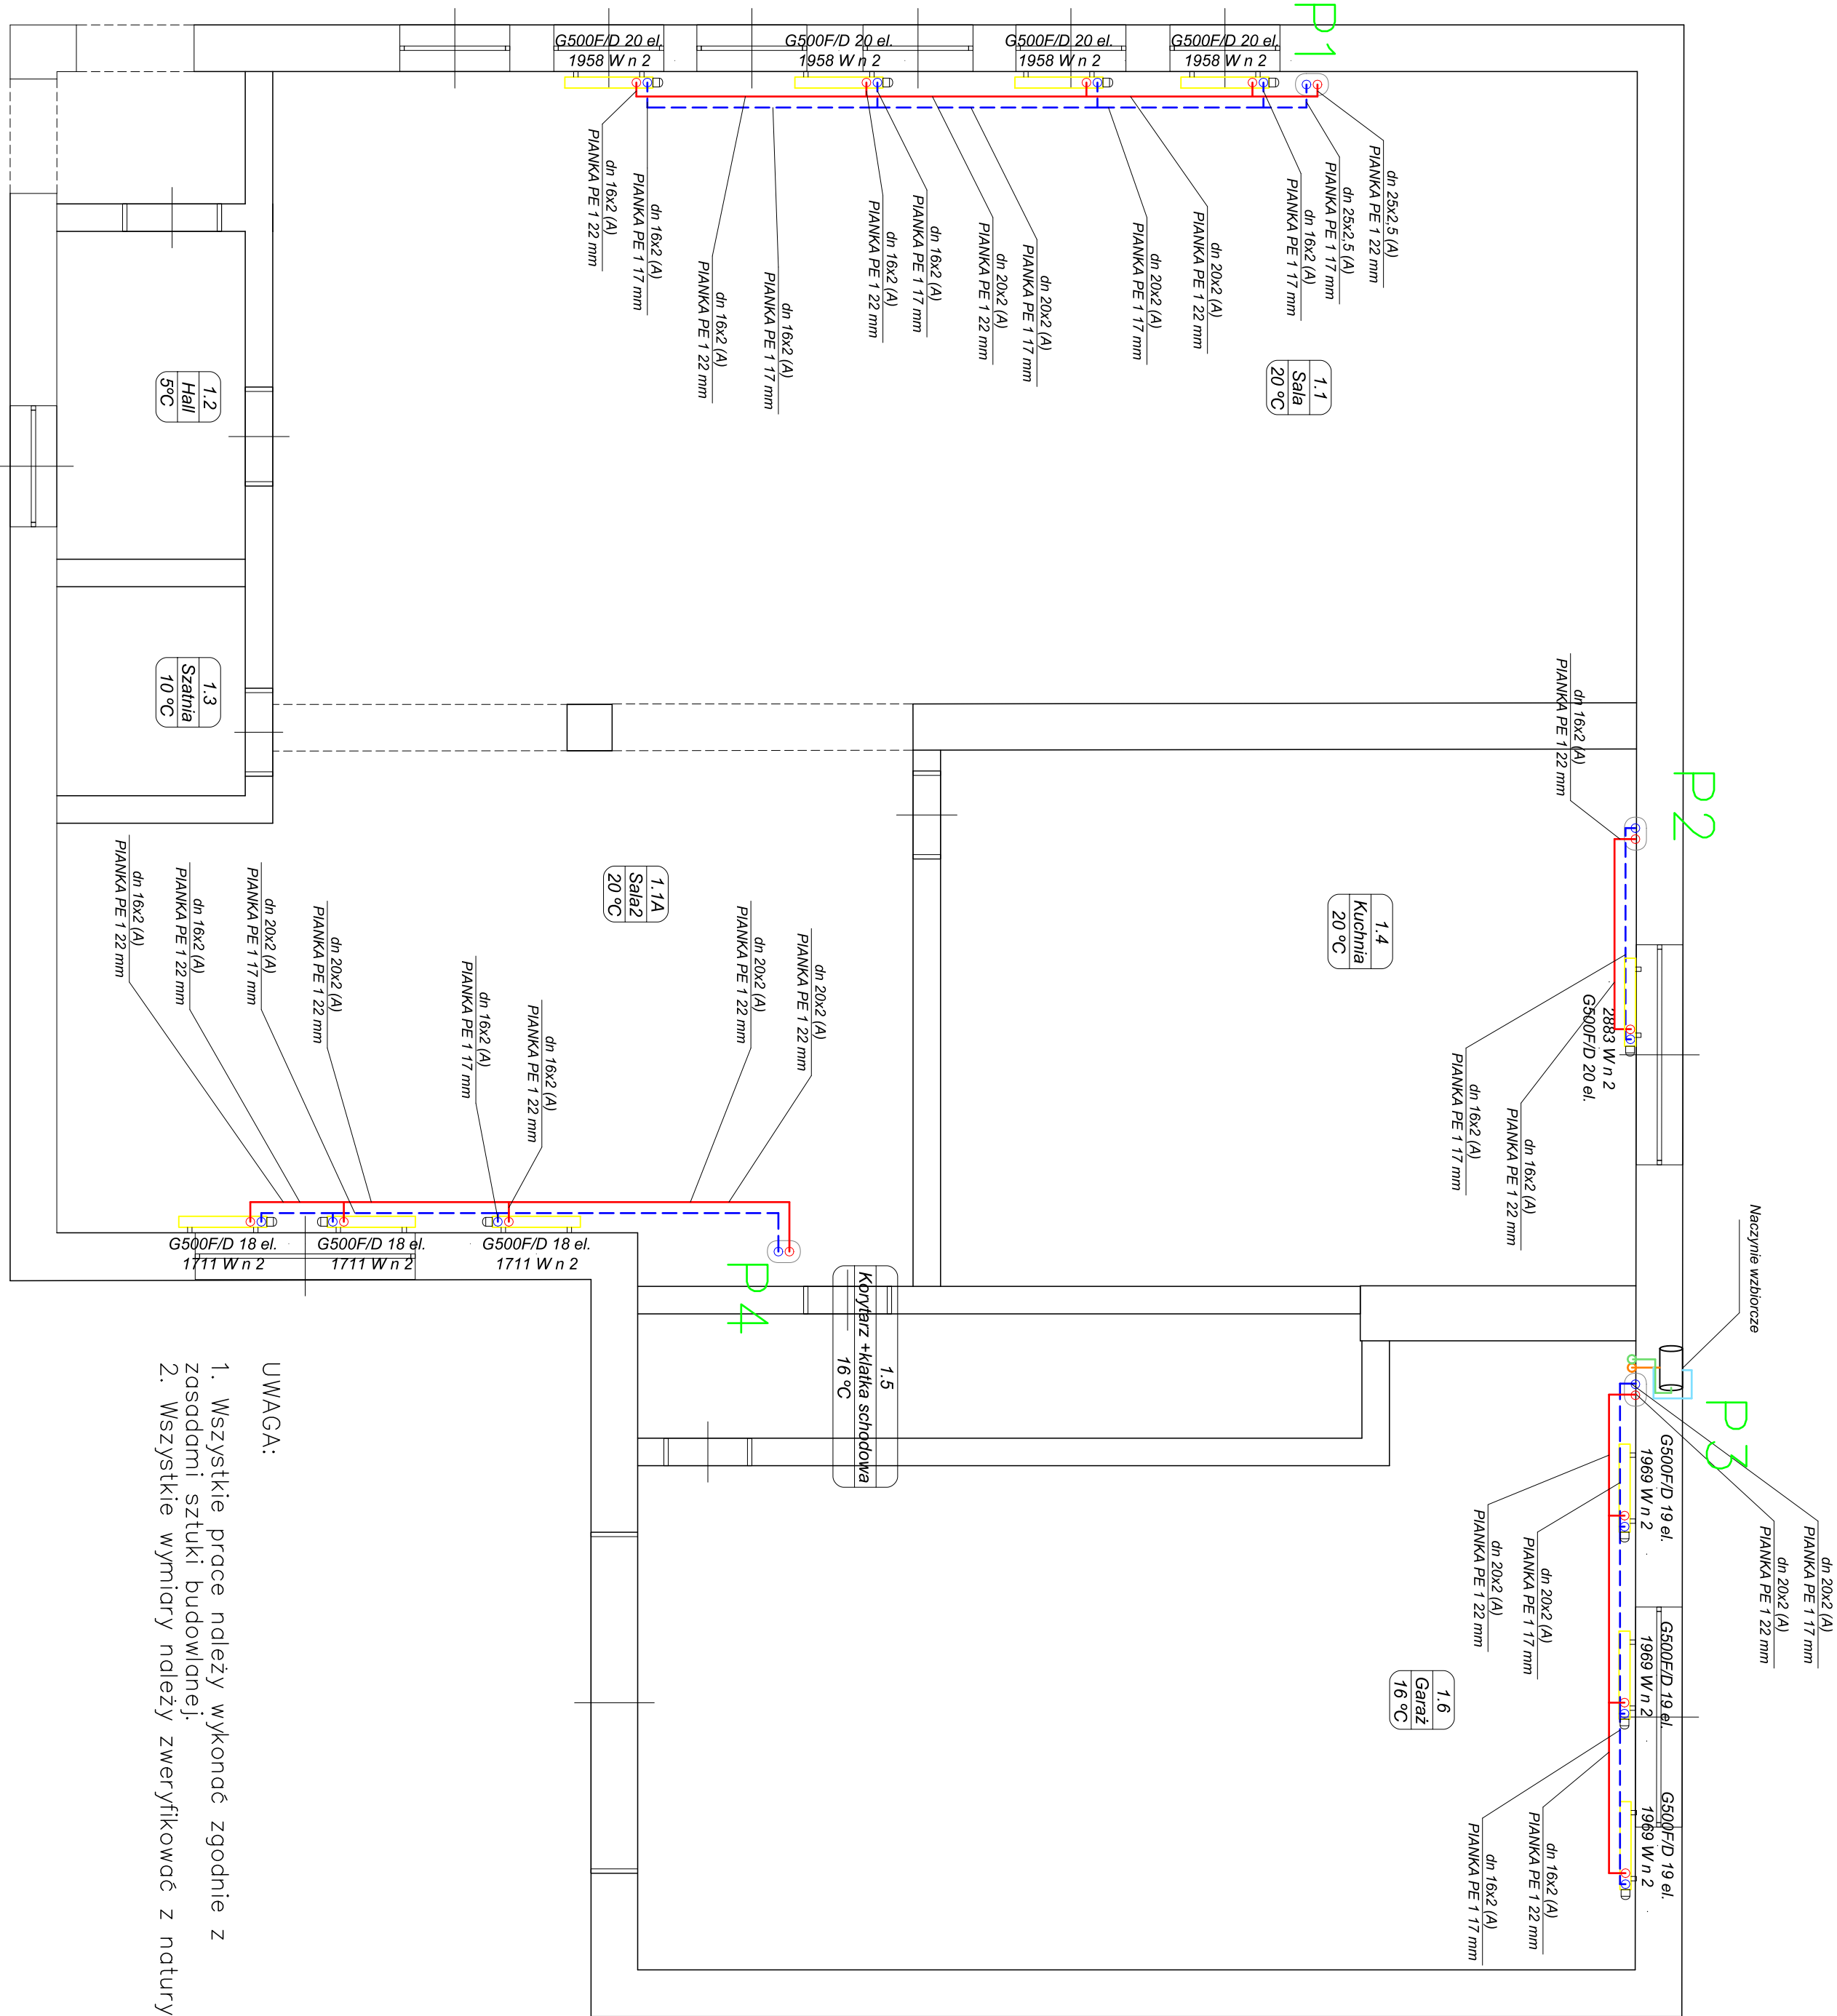 P1
G500F/D 20 el.
1958 W n 2
G500F/D 20 el.
1958 W n 2
G500F/D 20 el.
1958 W n 2
G500F/D 20 el.
1958 W n 2
dn 25x2,5 (A)
PIANKA PE 1 22 mm
dn 25x2,5 (A)
PIANKA PE 1 17 mm
dn 16x2 (A)
PIANKA PE 1 17 mm
dn 20x2 (A)
PIANKA PE 1 22 mm
dn 20x2 (A)
PIANKA PE 1 17 mm
dn 20x2 (A)
PIANKA PE 1 17 mm
dn 20x2 (A)
PIANKA PE 1 22 mm
dn 16x2 (A)
PIANKA PE 1 17 mm
dn 16x2 (A)
PIANKA PE 1 22 mm
dn 16x2 (A)
PIANKA PE 1 17 mm
dn 16x2 (A)
PIANKA PE 1 22 mm
dn 16x2 (A)
PIANKA PE 1 17 mm
dn 16x2 (A)
PIANKA PE 1 22 mm
1.1
Sala
20 ºC
1.2
Hall
5ºC
1.3
Szatnia
10 ºC
P2
dn 16x2 (A)
PIANKA PE 1 22 mm
1.4
Kuchnia
20 ºC
2883 W n 2
G500F/D 20 el.
dn 16x2 (A)
PIANKA PE 1 22 mm
dn 16x2 (A)
PIANKA PE 1 17 mm
1.1A
Sala2
20 ºC
dn 20x2 (A)
PIANKA PE 1 22 mm
dn 20x2 (A)
PIANKA PE 1 22 mm
dn 16x2 (A)
PIANKA PE 1 22 mm
dn 16x2 (A)
PIANKA PE 1 17 mm
dn 20x2 (A)
PIANKA PE 1 22 mm
dn 20x2 (A)
PIANKA PE 1 17 mm
dn 16x2 (A)
PIANKA PE 1 22 mm
dn 16x2 (A)
PIANKA PE 1 22 mm
G500F/D 18 el.
1711 W n 2
G500F/D 18 el.
1711 W n 2
G500F/D 18 el.
1711 W n 2
P4
1.5
Korytarz +klatka schodowa
16 ºC
Naczynie wzbiorcze
P3
dn 20x2 (A)
PIANKA PE 1 17 mm
dn 20x2 (A)
PIANKA PE 1 22 mm
G500F/D 19 el.
1969 W n 2
G500F/D 19 el.
1969 W n 2
G500F/D 19 el.
1969 W n 2
dn 20x2 (A)
PIANKA PE 1 17 mm
dn 20x2 (A)
PIANKA PE 1 22 mm
1.6
Garaż
16 ºC
dn 16x2 (A)
PIANKA PE 1 22 mm
dn 16x2 (A)
PIANKA PE 1 17 mm
UWAGA:
1. Wszystkie prace należy wykonać zgodnie z
zasadami sztuki budowlanej.
2. Wszystkie wymiary należy zweryfikować z natury